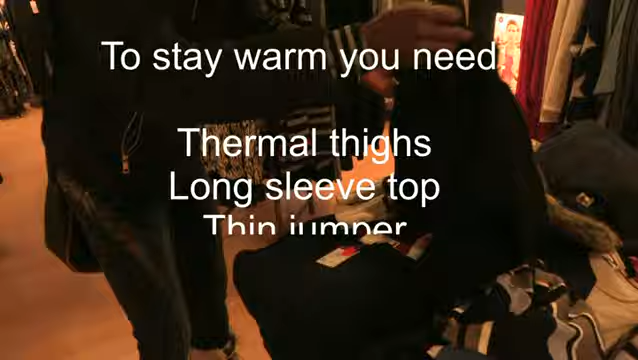 To stay warm you need!
Thermal thighs
Long sleeve top
Thin jumper